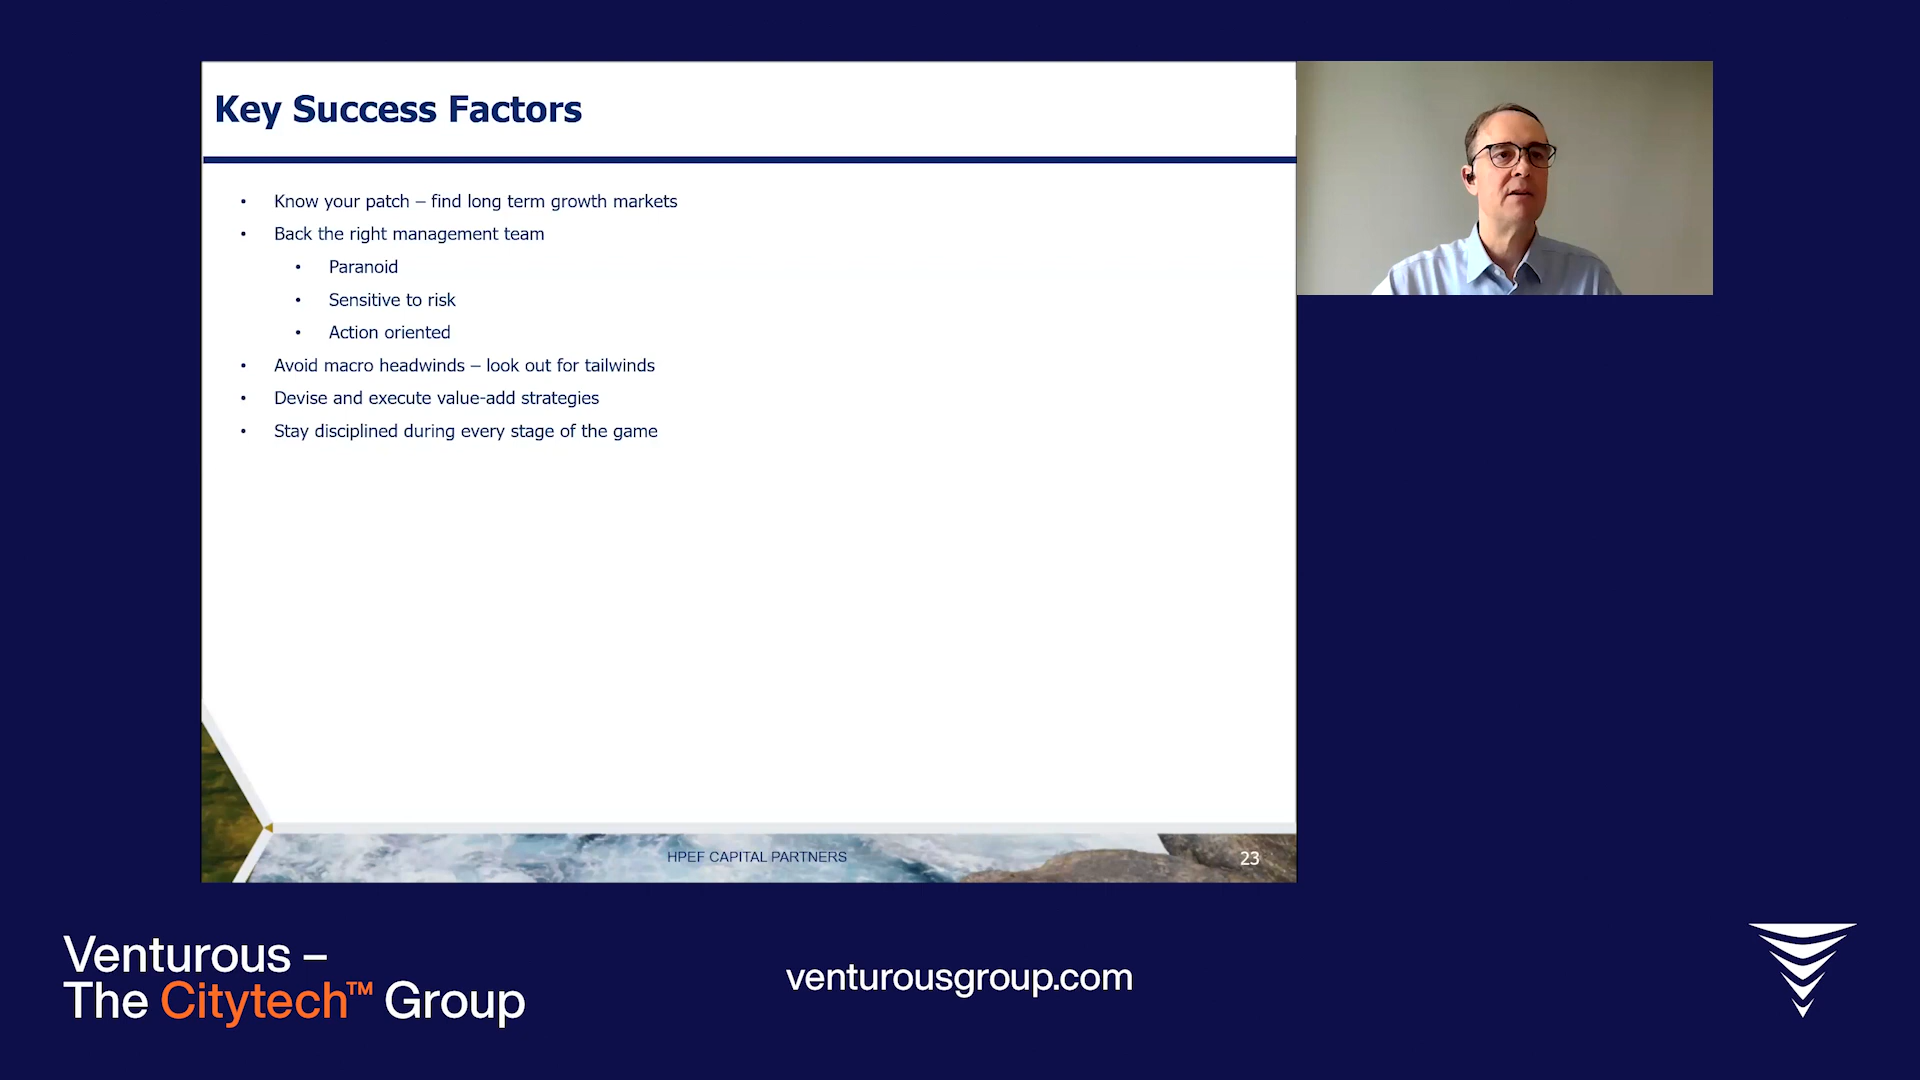 Key Success Factors
• Know your patch – find long term growth markets
• Back the right management team
• Paranoid
• Sensitive to risk
• Action oriented
• Avoid macro headwinds – look out for tailwinds
• Devise and execute value-add strategies
• Stay disciplined during every stage of the game
HPEF CAPITAL PARTNERS
23
Venturous –
The Citytech™ Group
venturousgroup.com